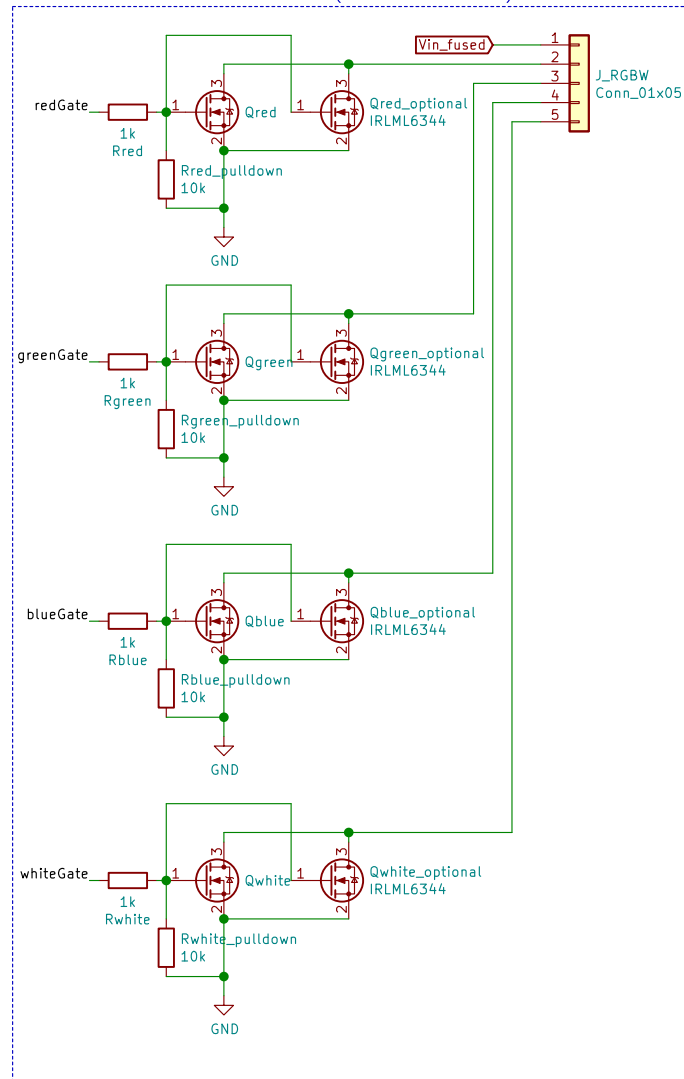 Vin_fused
1
2
3
4
5
J_RGBW
Conn_01x05
redGate
1k
Rred
1
3
2
Qred
1
3
2
Qred_optional
IRLML6344
Rred_pulldown
10k
GND
greenGate
1k
Rgreen
1
3
2
Qgreen
1
3
2
Qgreen_optional
IRLML6344
Rgreen_pulldown
10k
GND
blueGate
1k
Rblue
1
3
2
Qblue
1
3
2
Qblue_optional
IRLML6344
Rblue_pulldown
10k
GND
whiteGate
1k
Rwhite
1
3
2
Qwhite
1
3
2
Qwhite_optional
IRLML6344
Rwhite_pulldown
10k
GND